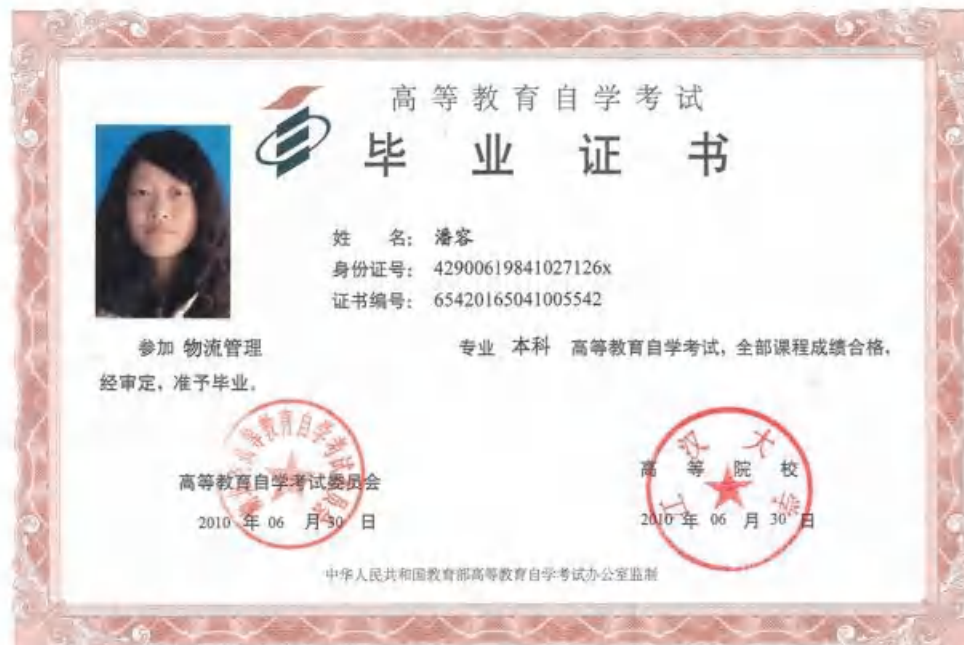 高等教育自学考试
毕业证书
姓 名：潘容
身份证号：42900619841027126x
证书编号：65420165041005542
参加 物流管理 专业 本科 高等教育自学考试，全部课程成绩合格，
经审定，准予毕业。
高等教育自学考试委员会
2010 年 06 月 30 日
高等院校
江汉大学
2010 年 06 月 30 日
中华人民共和国教育部高等教育自学考试办公室监制